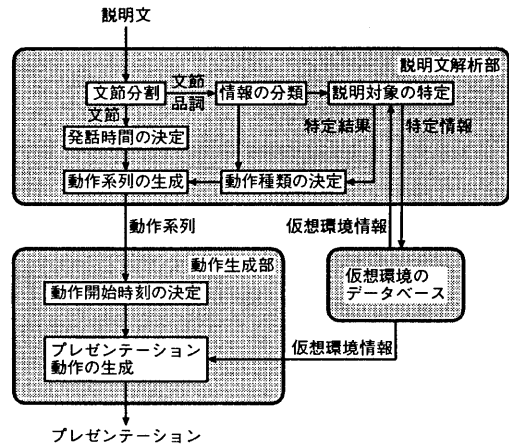 説明文
説明文解析部
文節分割
文節
品詞
情報の分類
説明対象の特定
文節
発話時間の決定
特定結果
特定情報
動作系列の生成
動作種類の決定
動作系列
仮想環境情報
動作生成部
仮想環境の
データベース
動作開始時刻の決定
プレゼンテーション
動作の生成
仮想環境情報
プレゼンテーション